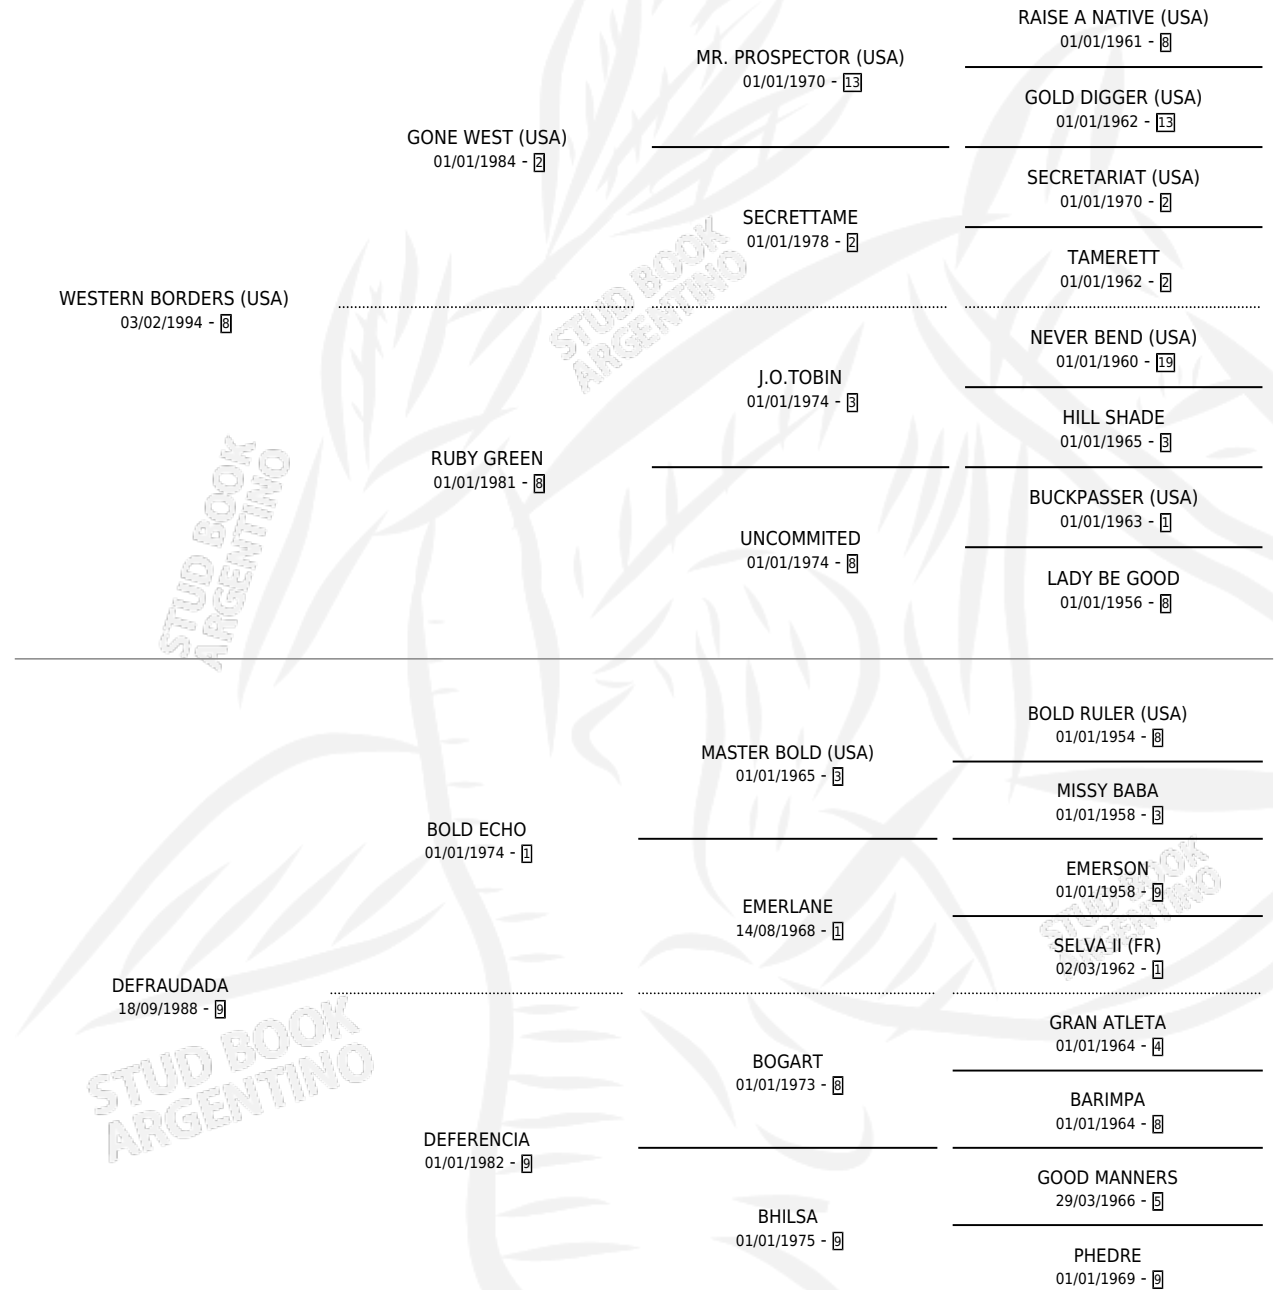 RAISE A NATIVE (USA)
01/01/1961 - 8
MR. PROSPECTOR (USA)
01/01/1970 - 13
GOLD DIGGER (USA)
01/01/1962 - 13
GONE WEST (USA)
01/01/1984 - 2
SECRETARIAT (USA)
01/01/1970 - 2
SECRETTAME
01/01/1978 - 2
TAMERETT
01/01/1962 - 2
WESTERN BORDERS (USA)
03/02/1994 - 8
NEVER BEND (USA)
01/01/1960 - 19
J.O.TOBIN
01/01/1974 - 3
HILL SHADE
01/01/1965 - 3
RUBY GREEN
01/01/1981 - 8
BUCKPASSER (USA)
01/01/1963 - 1
UNCOMMITED
01/01/1974 - 8
LADY BE GOOD
01/01/1956 - 8
STUD BOOK
ARGENTINO
STUD BOOK
ARGENTINO
BOLD RULER (USA)
01/01/1954 - 8
MASTER BOLD (USA)
01/01/1965 - 3
MISSY BABA
01/01/1958 - 3
BOLD ECHO
01/01/1974 - 1
EMERSON
01/01/1958 - 9
EMERLANE
14/08/1968 - 1
SELVA II (FR)
02/03/1962 - 1
DEFRAUDADA
18/09/1988 - 9
GRAN ATLETA
01/01/1964 - 4
BOGART
01/01/1973 - 8
BARIMPA
01/01/1964 - 8
DEFERENCIA
01/01/1982 - 9
GOOD MANNERS
29/03/1966 - 5
BHILSA
01/01/1975 - 9
PHEDRE
01/01/1969 - 9
STUD BOOK
ARGENTINO
STUD BOOK
ARGENTINO